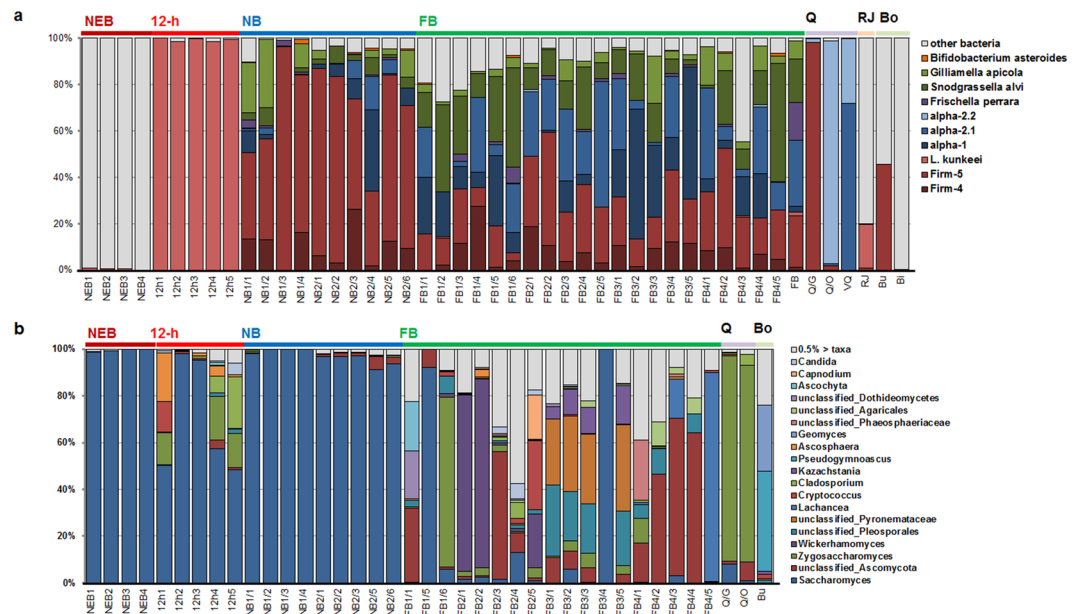 a
NEB 12-h NB FB Q RJ Bo
100%
80%
60%
40%
20%
0%
other bacteria
Bifidobacterium asteroides
Gilliamella apicola
Snodgrassella alvi
Frischella perrara
alpha-2.2
alpha-2.1
alpha-1
L. kunkeei
Firm-5
Firm-4
NEB1 NEB2 NEB3 NEB4 12h1 12h2 12h3 12h4 12h5 NB1/1 NB1/2 NB1/3 NB1/4 NB2/1 NB2/2 NB2/3 NB2/4 NB2/5 NB2/6 FB1/1 FB1/2 FB1/3 FB1/4 FB1/5 FB1/6 FB2/1 FB2/2 FB2/3 FB2/4 FB2/5 FB3/1 FB3/2 FB3/3 FB3/4 FB3/5 FB4/1 FB4/2 FB4/3 FB4/4 FB4/5 FB Q/G Q/O VQ RJ Bu Bl
b
NEB 12-h NB FB Q Bo
100%
80%
60%
40%
20%
0%
0.5% > taxa
Candida
Capnodium
Ascochyta
unclassified_Dothideomycetes
unclassified_Agaricales
unclassified_Phaeosphaeriaceae
Geomyces
Ascosphaera
Pseudogymnoascus
Kazachstania
Cladosporium
Cryptococcus
Lachancea
unclassified_Pyronemataceae
unclassified_Pleosporales
Wickerhamomyces
Zygosaccharomyces
unclassified_Ascomycota
Saccharomyces
NEB1 NEB2 NEB3 NEB4 12h1 12h2 12h3 12h4 12h5 NB1/1 NB1/2 NB1/3 NB1/4 NB2/1 NB2/2 NB2/3 NB2/4 NB2/5 NB2/6 FB1/1 FB1/5 FB1/6 FB2/1 FB2/2 FB2/3 FB2/4 FB2/5 FB3/1 FB3/2 FB3/3 FB3/4 FB3/5 FB4/1 FB4/2 FB4/3 FB4/4 FB4/5 Q/G Q/O Bu